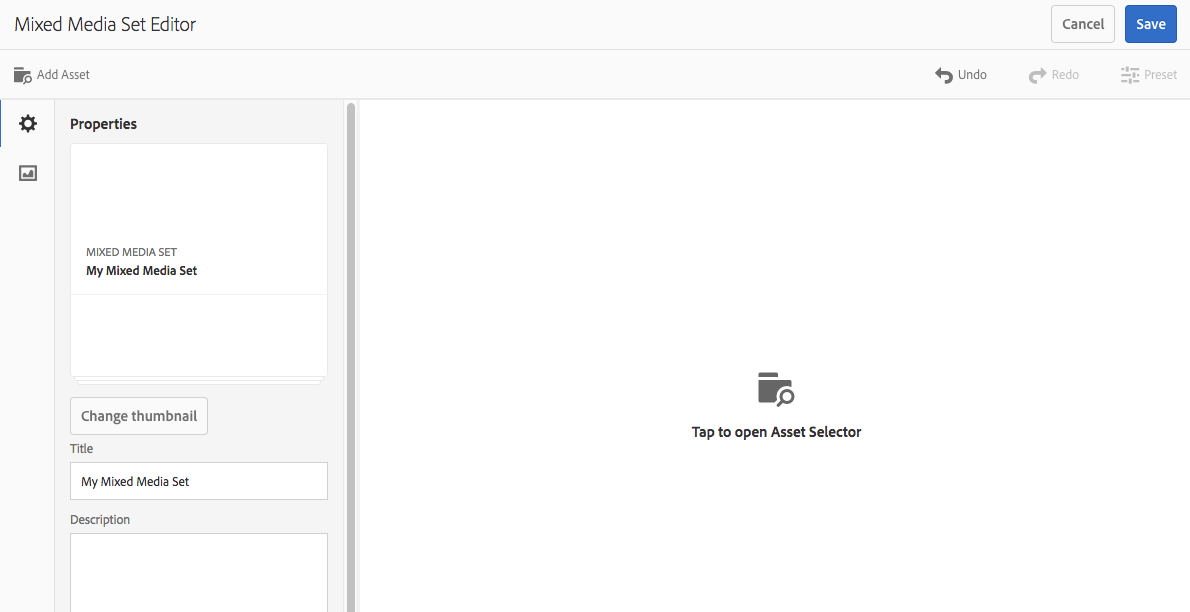 Mixed Media Set Editor
Cancel
Save
Add Asset
Undo
Redo
Preset
Properties
MIXED MEDIA SET
My Mixed Media Set
Change thumbnail
Title
My Mixed Media Set
Description
Tap to open Asset Selector